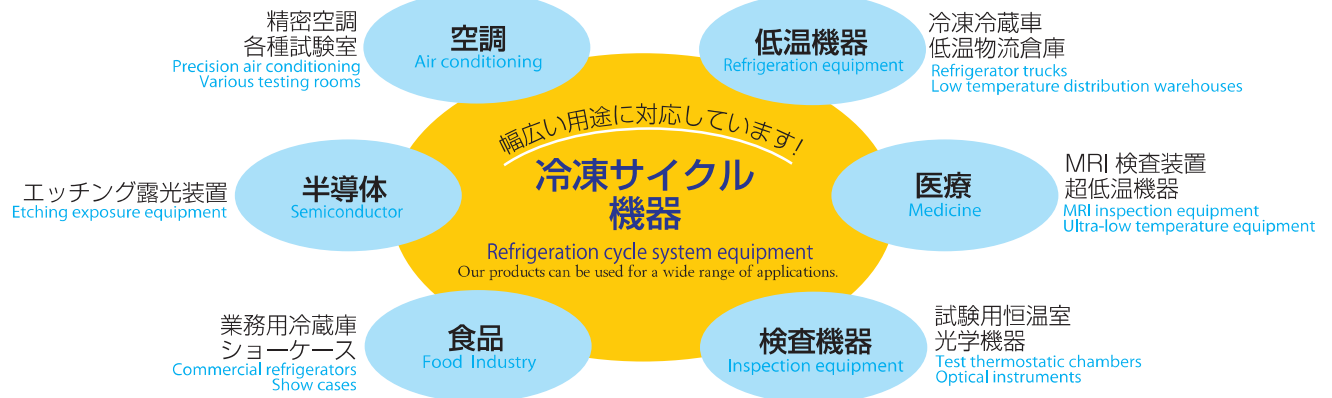 精密空調
各種試験室
Precision air conditioning
Various testing rooms
空調
Air conditioning
低温機器
Refrigeration equipment
冷凍冷蔵車
低温物流倉庫
Refrigerator trucks
Low temperature distribution warehouses
幅広い用途に対応しています!
冷凍サイクル
機器
Refrigeration cycle system equipment
Our products can be used for a wide range of applications.
エッチング露光装置
Etching exposure equipment
半導体
Semiconductor
医療
Medicine
MRI 検査装置
超低温機器
MRI inspection equipment
Ultra-low temperature equipment
業務用冷蔵庫
ショーケース
Commercial refrigerators
Show cases
食品
Food Industry
検査機器
Inspection equipment
試験用恒温室
光学機器
Test thermostatic chambers
Optical instruments